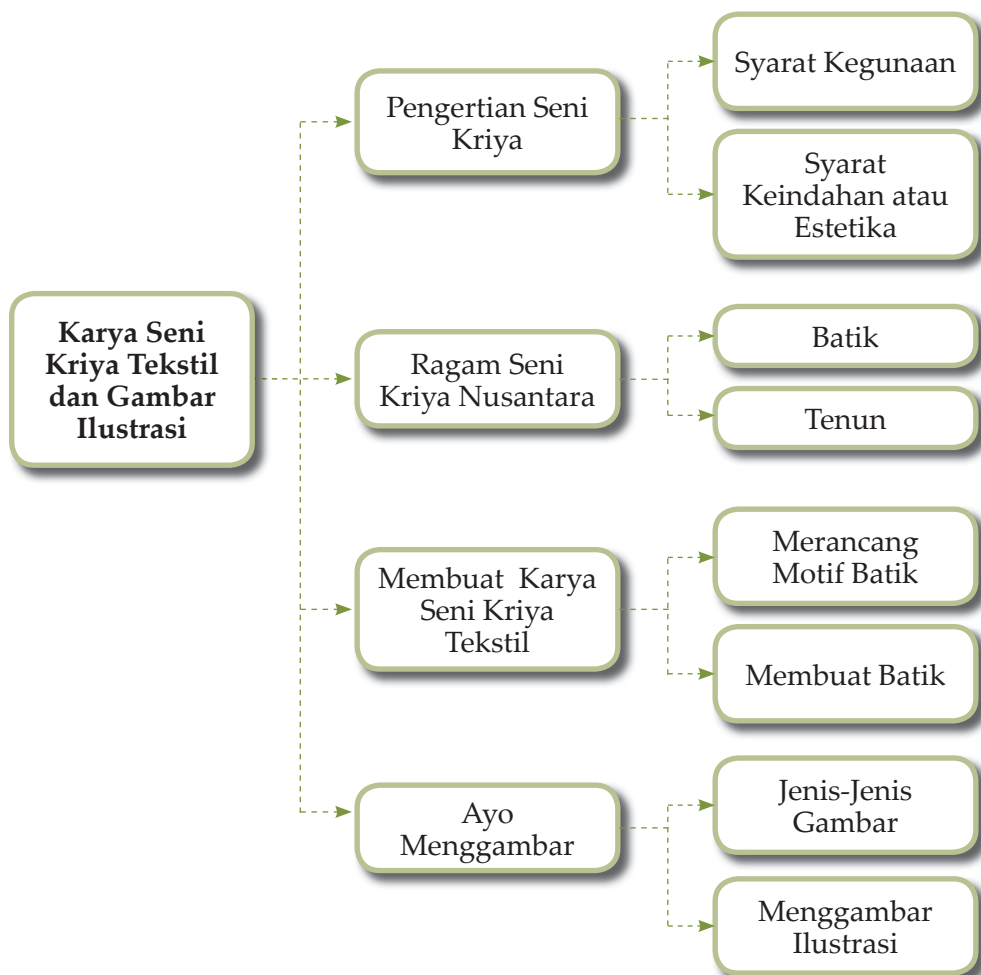 Karya Seni
Kriya Tekstil
dan Gambar
Ilustrasi
Pengertian Seni
Kriya
Syarat Kegunaan
Syarat
Keindahan atau
Estetika
Ragam Seni
Kriya Nusantara
Batik
Tenun
Membuat Karya
Seni Kriya
Tekstil
Merancang
Motif Batik
Membuat Batik
Ayo
Menggambar
Jenis-Jenis
Gambar
Menggambar
Ilustrasi